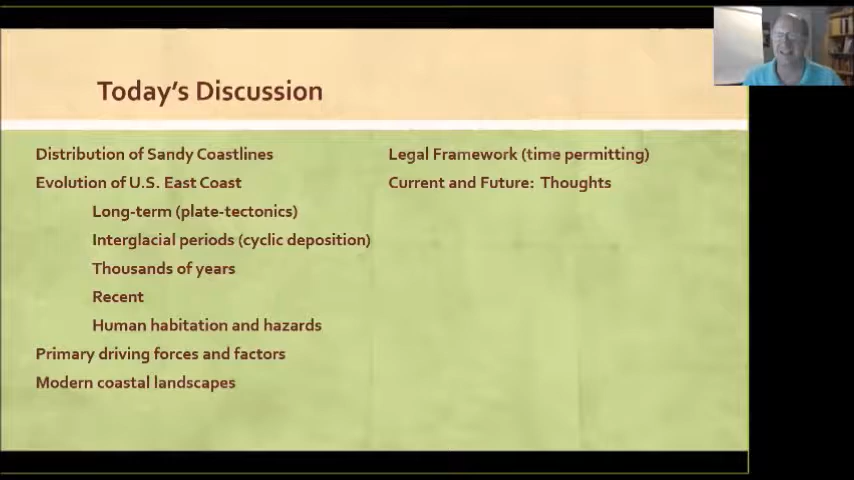 Today's Discussion
Distribution of Sandy Coastlines
Evolution of U.S. East Coast
Long-term (plate-tectonics)
Interglacial periods (cyclic deposition)
Thousands of years
Recent
Human habitation and hazards
Primary driving forces and factors
Modern coastal landscapes
Legal Framework (time permitting)
Current and Future: Thoughts